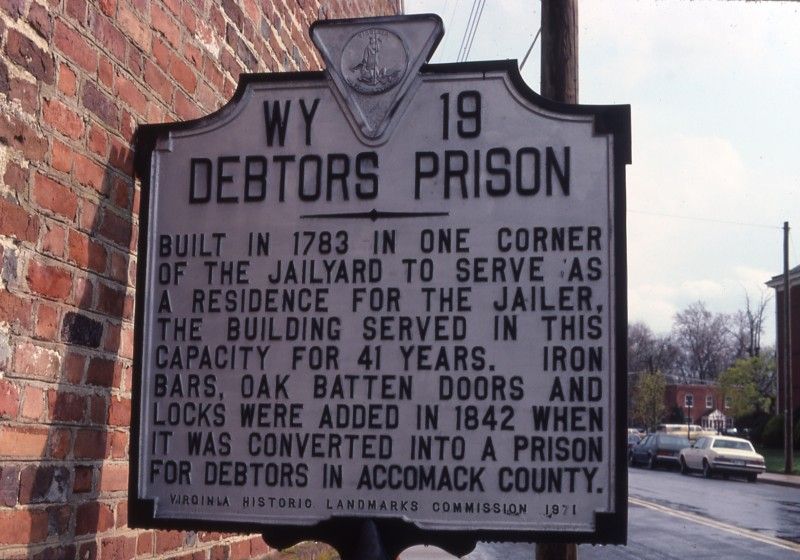 WY 19
DEBTORS PRISON
BUILT IN 1783 IN ONE CORNER
OF THE JAILYARD TO SERVE AS
A RESIDENCE FOR THE JAILER,
THE BUILDING SERVED IN THIS
CAPACITY FOR 41 YEARS. IRON
BARS, OAK BATTEN DOORS AND
LOCKS WERE ADDED IN 1842 WHEN
IT WAS CONVERTED INTO A PRISON
FOR DEBTORS IN ACCOMACK COUNTY.
VIRGINIA HISTORIC LANDMARKS COMMISSION 1971